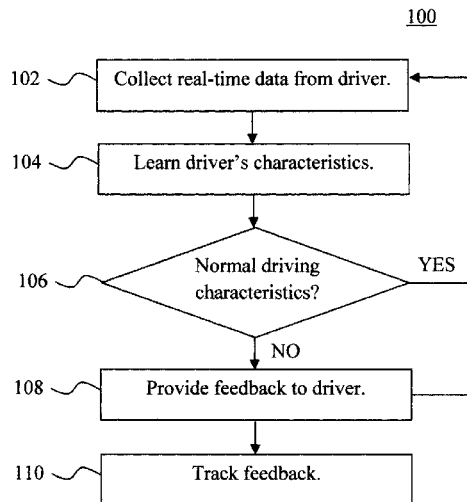 100
102
Collect real-time data from driver.
104
Learn driver's characteristics.
106
Normal driving
characteristics?
YES
NO
108
Provide feedback to driver.
110
Track feedback.